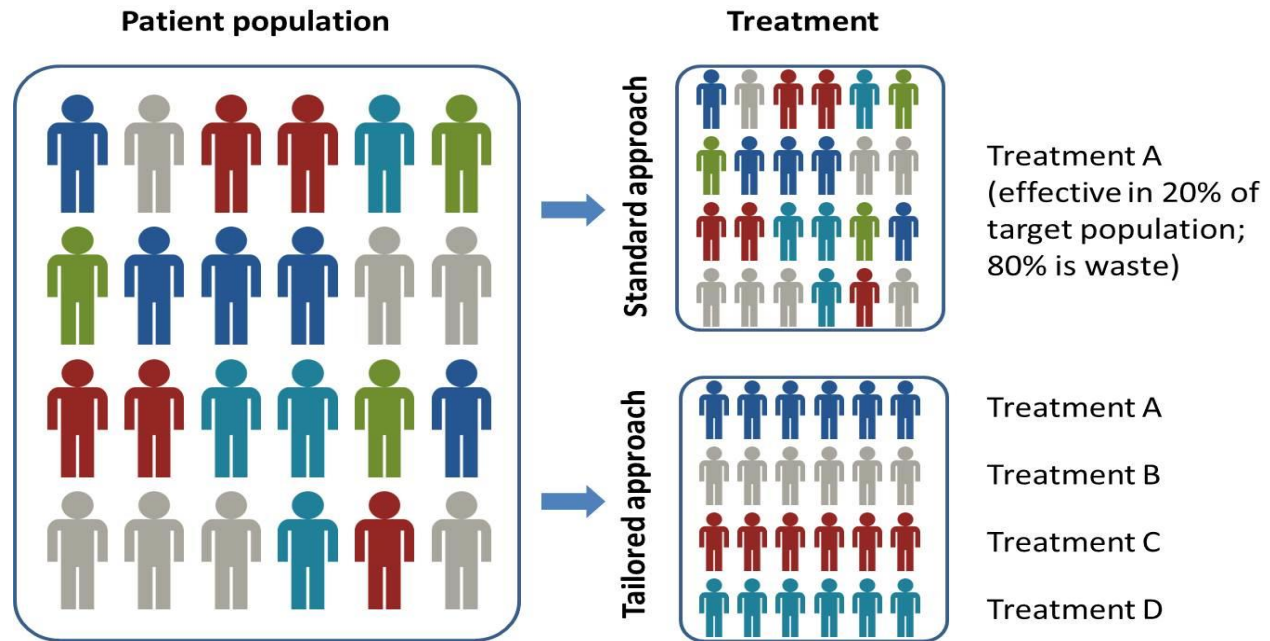 Patient population
Treatment
Standard approach
Treatment A
(effective in 20% of
target population;
80% is waste)
Tailored approach
Treatment A
Treatment B
Treatment C
Treatment D